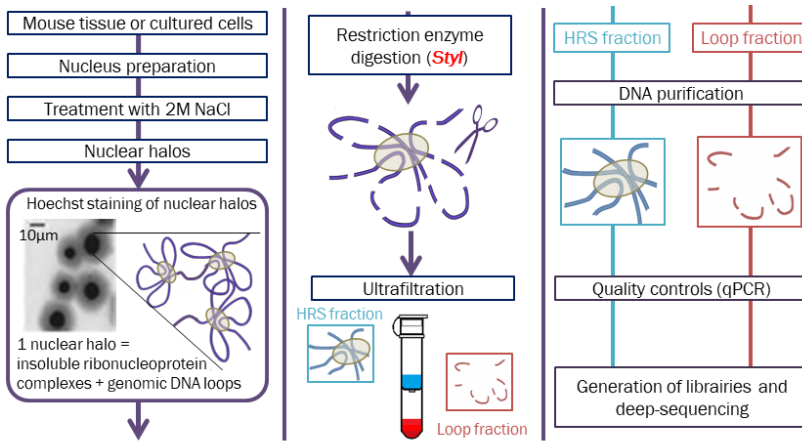 Mouse tissue or cultured cells
Nucleus preparation
Treatment with 2M NaCl
Nuclear halos
Hoechst staining of nuclear halos
10µm
1 nuclear halo =
insoluble ribonucleoprotein
complexes + genomic DNA loops
Restriction enzyme
digestion (StyI)
Ultrafiltration
HRS fraction
Loop fraction
HRS fraction
Loop fraction
DNA purification
Quality controls (qPCR)
Generation of librairies and
deep-sequencing